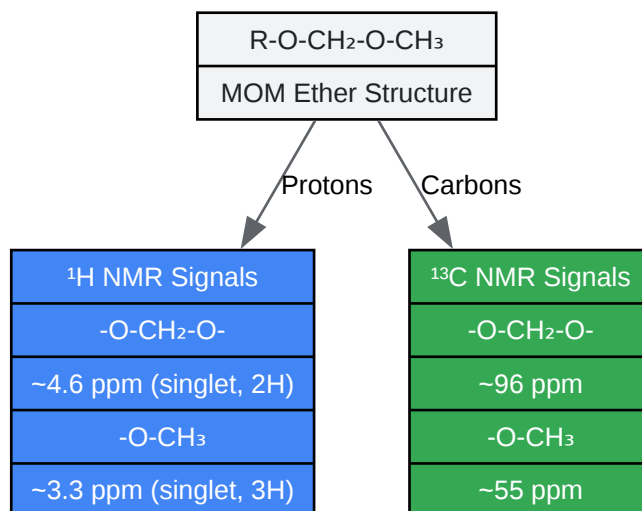 R-O-CH₂-O-CH₃
MOM Ether Structure
Protons
Carbons
¹H NMR Signals
-O-CH₂-O-
~4.6 ppm (singlet, 2H)
-O-CH₃
~3.3 ppm (singlet, 3H)
¹³C NMR Signals
-O-CH₂-O-
~96 ppm
-O-CH₃
~55 ppm